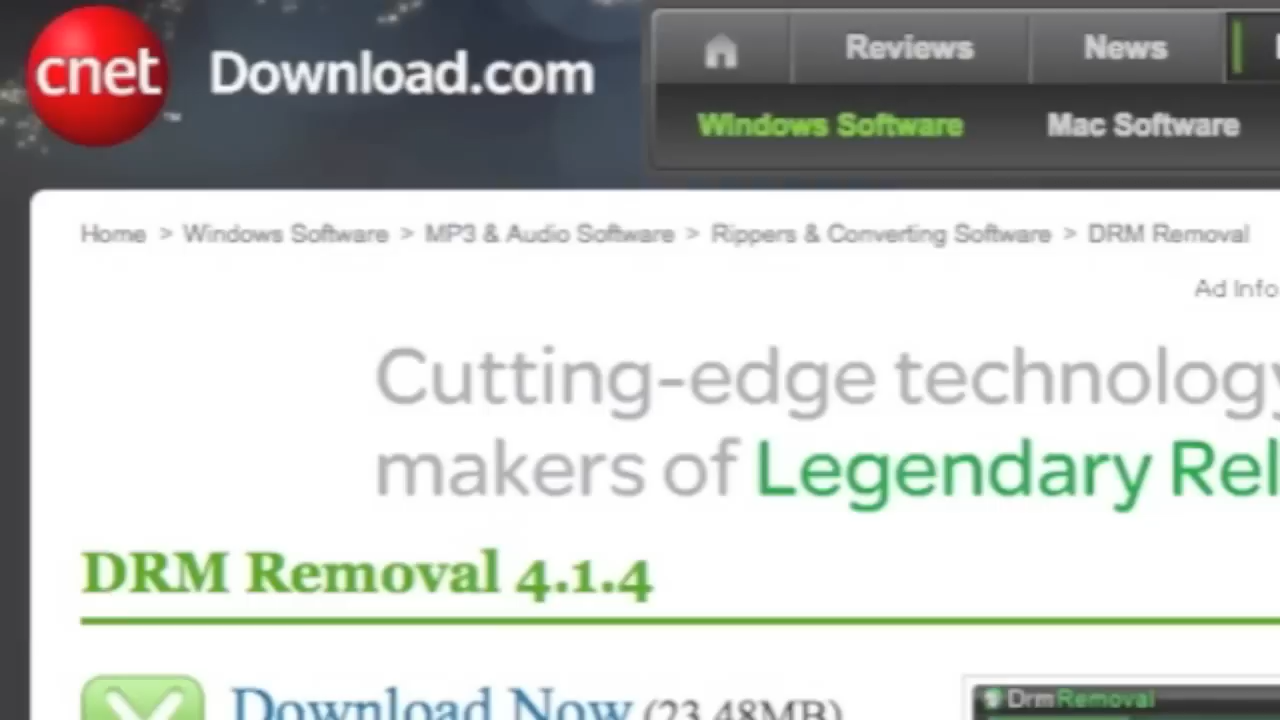 cnet Download.com
Reviews News
Windows Software Mac Software
Home > Windows Software > MP3 & Audio Software > Rippers & Converting Software > DRM Removal
Ad Info
Cutting-edge technology
makers of Legendary Rel
DRM Removal 4.1.4
Download Now (23.48MB)
DrmRemoval